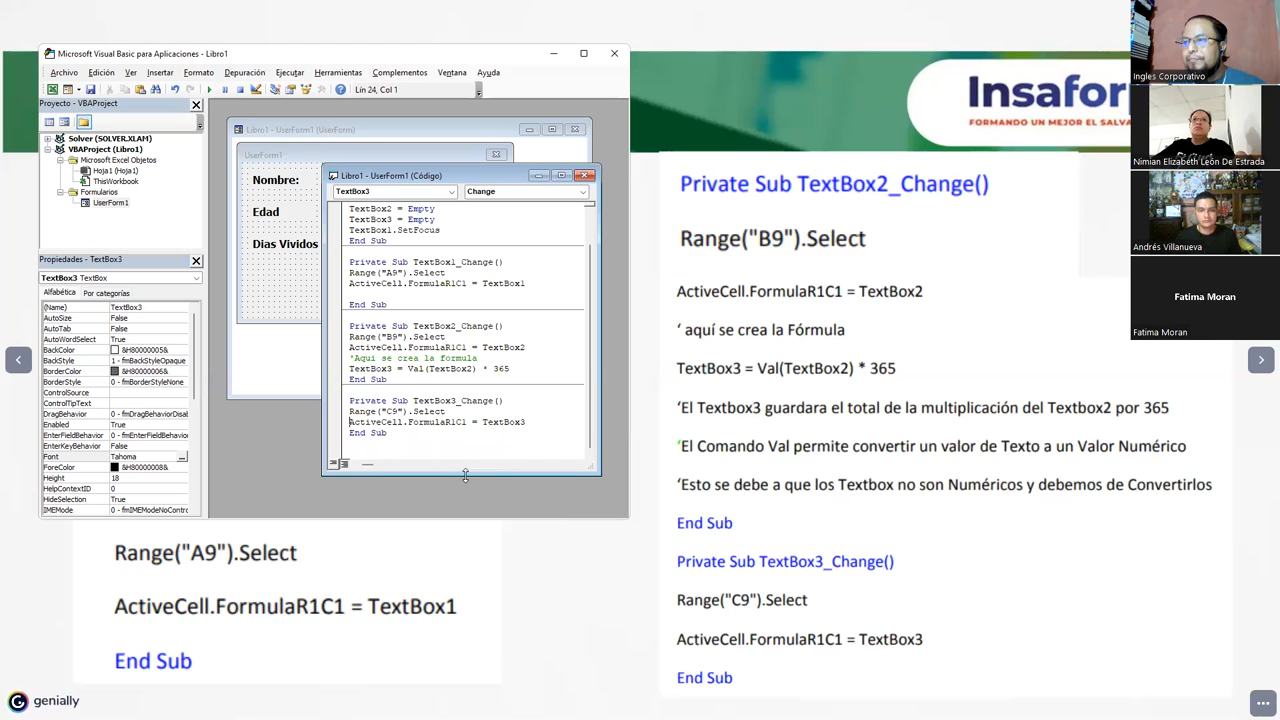 Microsoft Visual Basic para Aplicaciones - Libro1
Archivo Edición Ver Insertar Formato Depuración Ejecutar Herramientas Complementos Ventana Ayuda
Lín 24, Col 1
Proyecto - VBAProject
Solver (SOLVER.XLAM)
VBAProject (Libro1)
Microsoft Excel Objetos
Hoja1 (Hoja1)
ThisWorkbook
Formularios
UserForm1
Propiedades - TextBox3
TextBox3 TextBox
Alfabética Por categorías
(Name) TextBox3
AutoSize False
AutoTab False
AutoWordSelect True
BackColor &H80000005&
BackStyle 1 - fmBackStyleOpaque
BorderColor &H80000006&
BorderStyle 0 - fmBorderStyleNone
ControlSource
ControlTipText
DragBehavior 0 - fmDragBehaviorDisab
Enabled True
EnterFieldBehavior 0 - fmEnterFieldBehavior
EnterKeyBehavior False
Font Tahoma
ForeColor &H80000008&
Height 18
HelpContextID 0
HideSelection True
IMEMode 0 - fmIMEModeNoContro
Libro1 - UserForm1 (UserForm)
UserForm1
Nombre:
Edad
Dias Vividos
Libro1 - UserForm1 (Código)
TextBox3 Change
TextBox2 = Empty
TextBox3 = Empty
TextBox1.SetFocus
End Sub
Private Sub TextBox1_Change()
Range("A9").Select
ActiveCell.FormulaR1C1 = TextBox1
End Sub
Private Sub TextBox2_Change()
Range("B9").Select
ActiveCell.FormulaR1C1 = TextBox2
'Aqui se crea la formula
TextBox3 = Val(TextBox2) * 365
End Sub
Private Sub TextBox3_Change()
Range("C9").Select
ActiveCell.FormulaR1C1 = TextBox3
End Sub
Range("A9").Select
ActiveCell.FormulaR1C1 = TextBox1
End Sub
genially
Insafor
FORMANDO UN MEJOR EL SALVA
Private Sub TextBox2_Change()
Range("B9").Select
ActiveCell.FormulaR1C1 = TextBox2
‘ aquí se crea la Fórmula
TextBox3 = Val(TextBox2) * 365
‘El Textbox3 guardara el total de la multiplicación del Textbox2 por 365
‘El Comando Val permite convertir un valor de Texto a un Valor Numérico
‘Esto se debe a que los Textbox no son Numéricos y debemos de Convertirlos
End Sub
Private Sub TextBox3_Change()
Range("C9").Select
ActiveCell.FormulaR1C1 = TextBox3
End Sub
Ingles Corporativo
Nimian Elizabeth León De Estrada
Andrés Villanueva
Fatima Moran
Fatima Moran